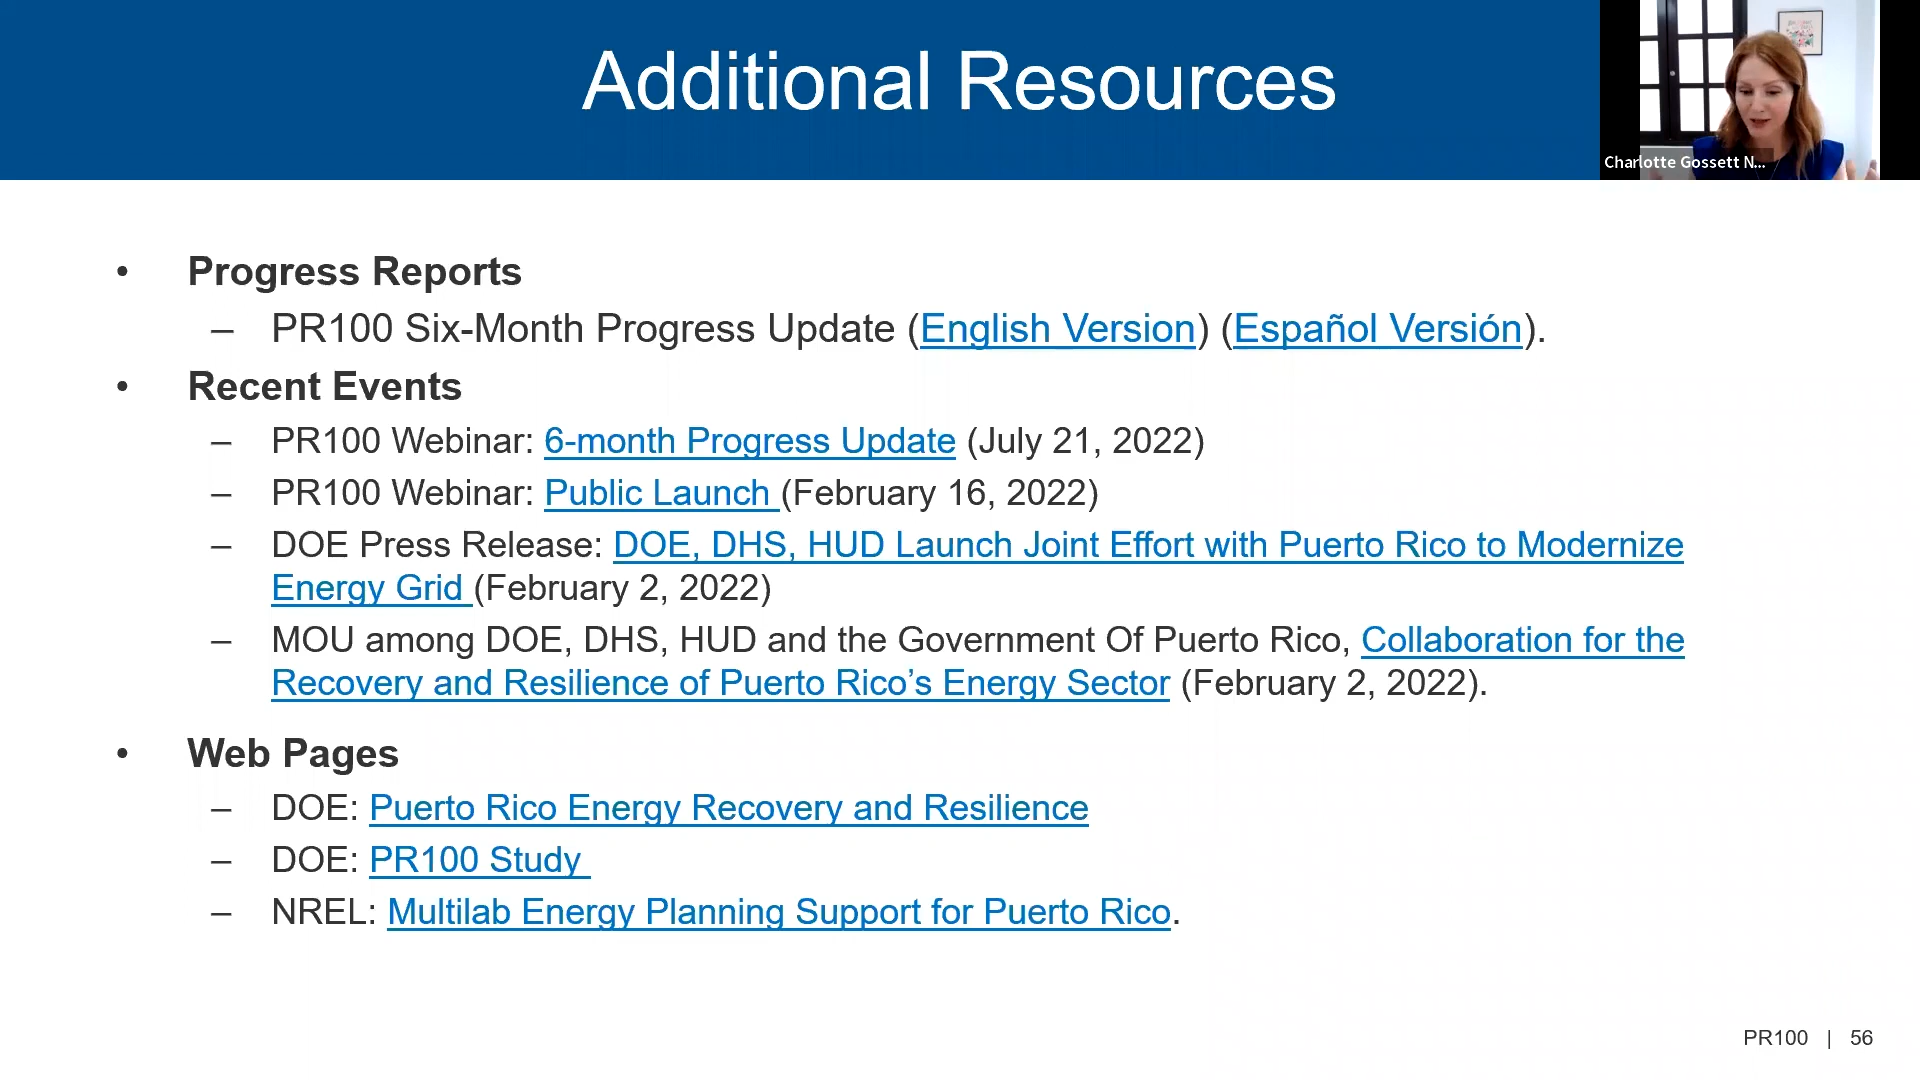 Additional Resources
Charlotte Gossett N...
• Progress Reports
– PR100 Six-Month Progress Update (English Version) (Español Versión).
• Recent Events
– PR100 Webinar: 6-month Progress Update (July 21, 2022)
– PR100 Webinar: Public Launch (February 16, 2022)
– DOE Press Release: DOE, DHS, HUD Launch Joint Effort with Puerto Rico to Modernize
Energy Grid (February 2, 2022)
– MOU among DOE, DHS, HUD and the Government Of Puerto Rico, Collaboration for the
Recovery and Resilience of Puerto Rico’s Energy Sector (February 2, 2022).
• Web Pages
– DOE: Puerto Rico Energy Recovery and Resilience
– DOE: PR100 Study
– NREL: Multilab Energy Planning Support for Puerto Rico.
PR100 | 56